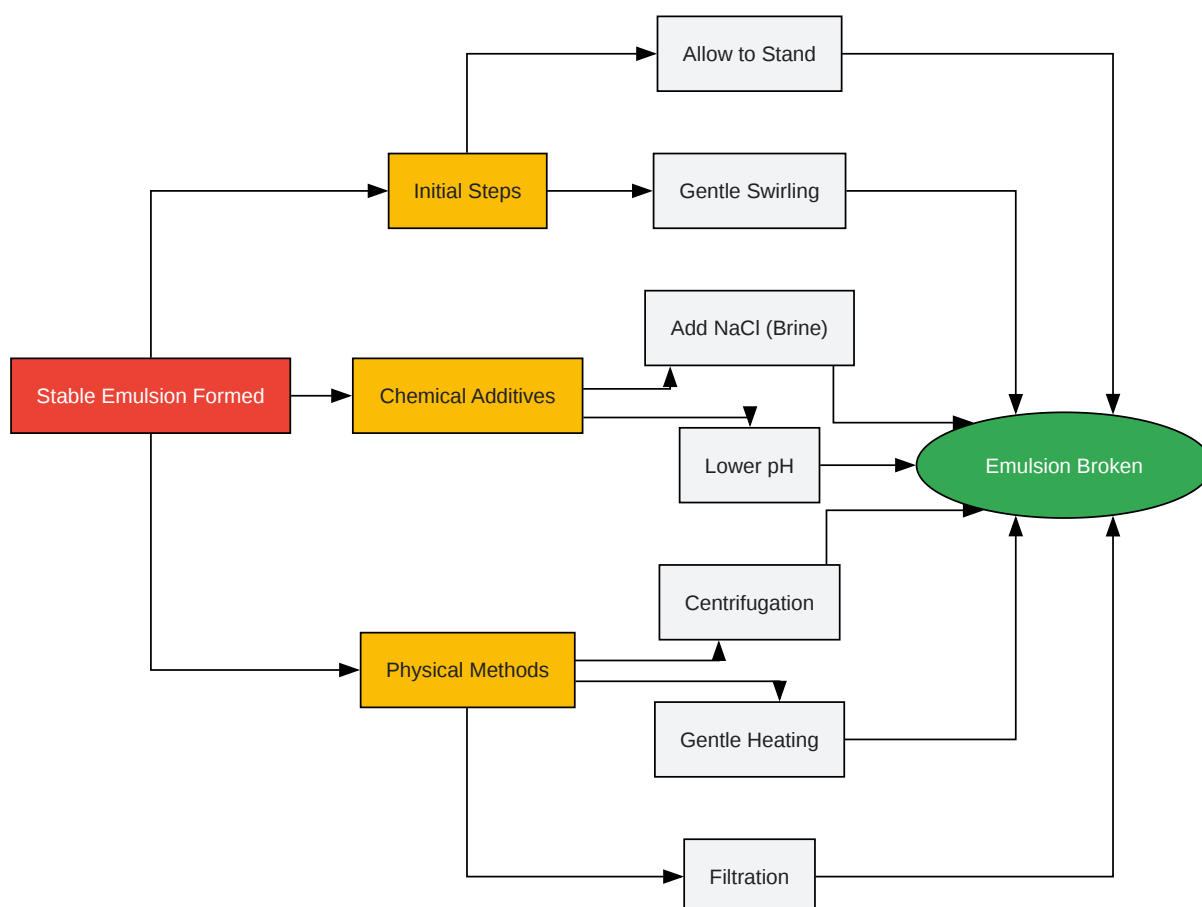 Allow to Stand
Initial Steps
Gentle Swirling
Add NaCl (Brine)
Stable Emulsion Formed
Chemical Additives
Lower pH
Emulsion Broken
Centrifugation
Physical Methods
Gentle Heating
Filtration